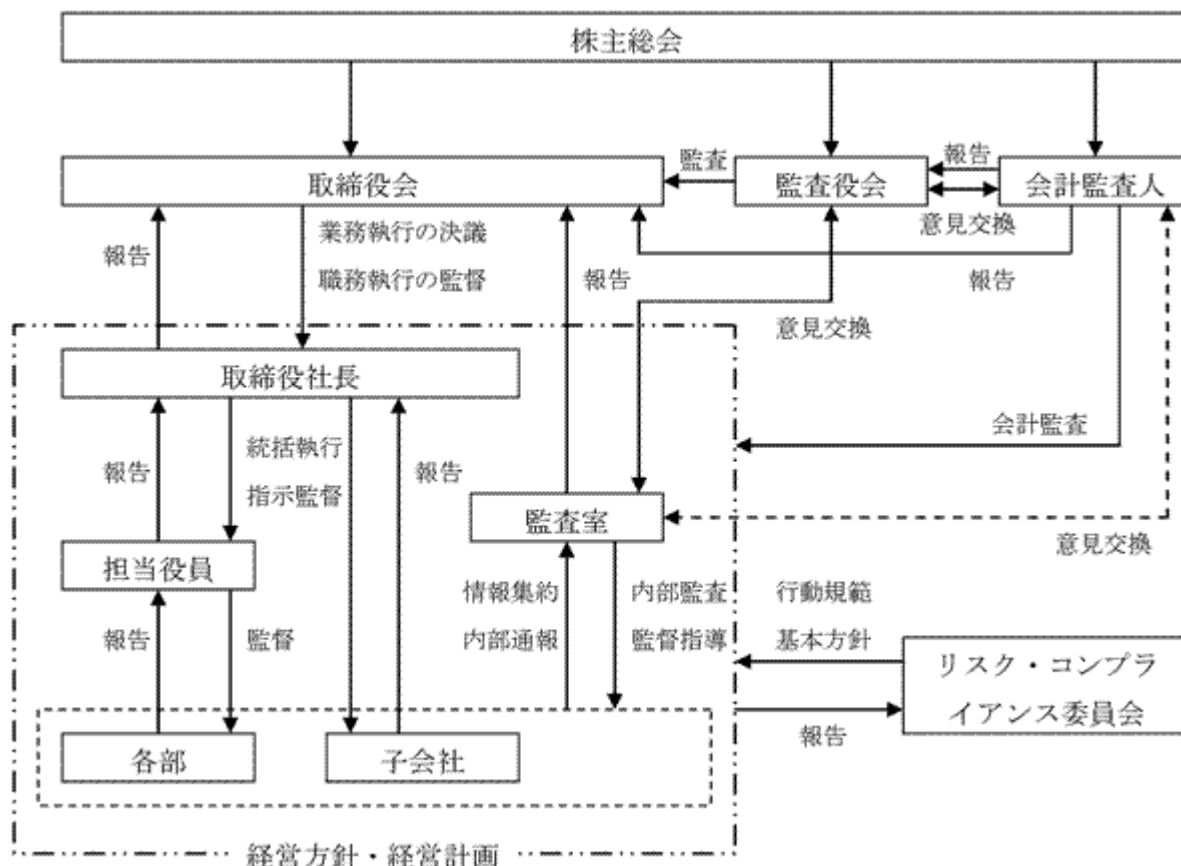 株主総会
取締役会
監査
監査役会
報告
意見交換
会計監査人
報告
業務執行の決議
職務執行の監督
報告
報告
意見交換
取締役社長
会計監査
報告
統括執行
指示監督
報告
監査室
意見交換
担当役員
報告
監督
情報集約
内部通報
内部監査
監督指導
行動規範
基本方針
リスク・コンプラ
イアンス委員会
報告
各部
子会社
経営方針・経営計画